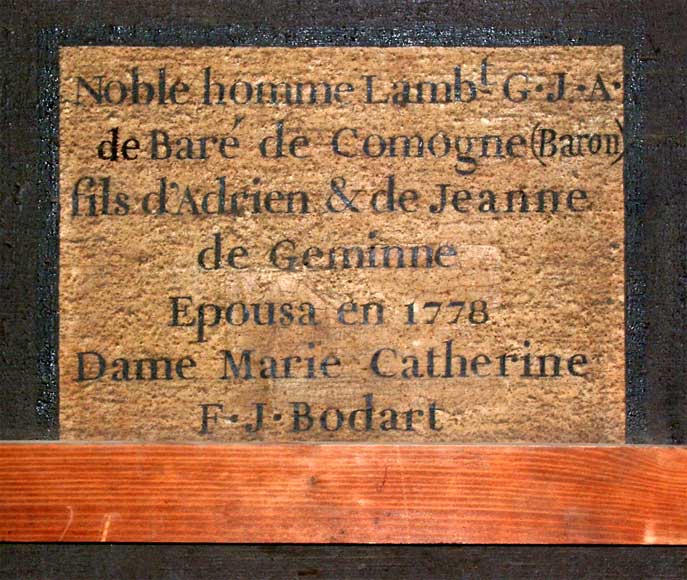 Noble homme Lambᵗ G·J·A·
de Baré de Comogne (Baron)
fils d'Adrien & de Jeanne
de Geminne
Epousa en 1778
Dame Marie Catherine
F·J·Bodart